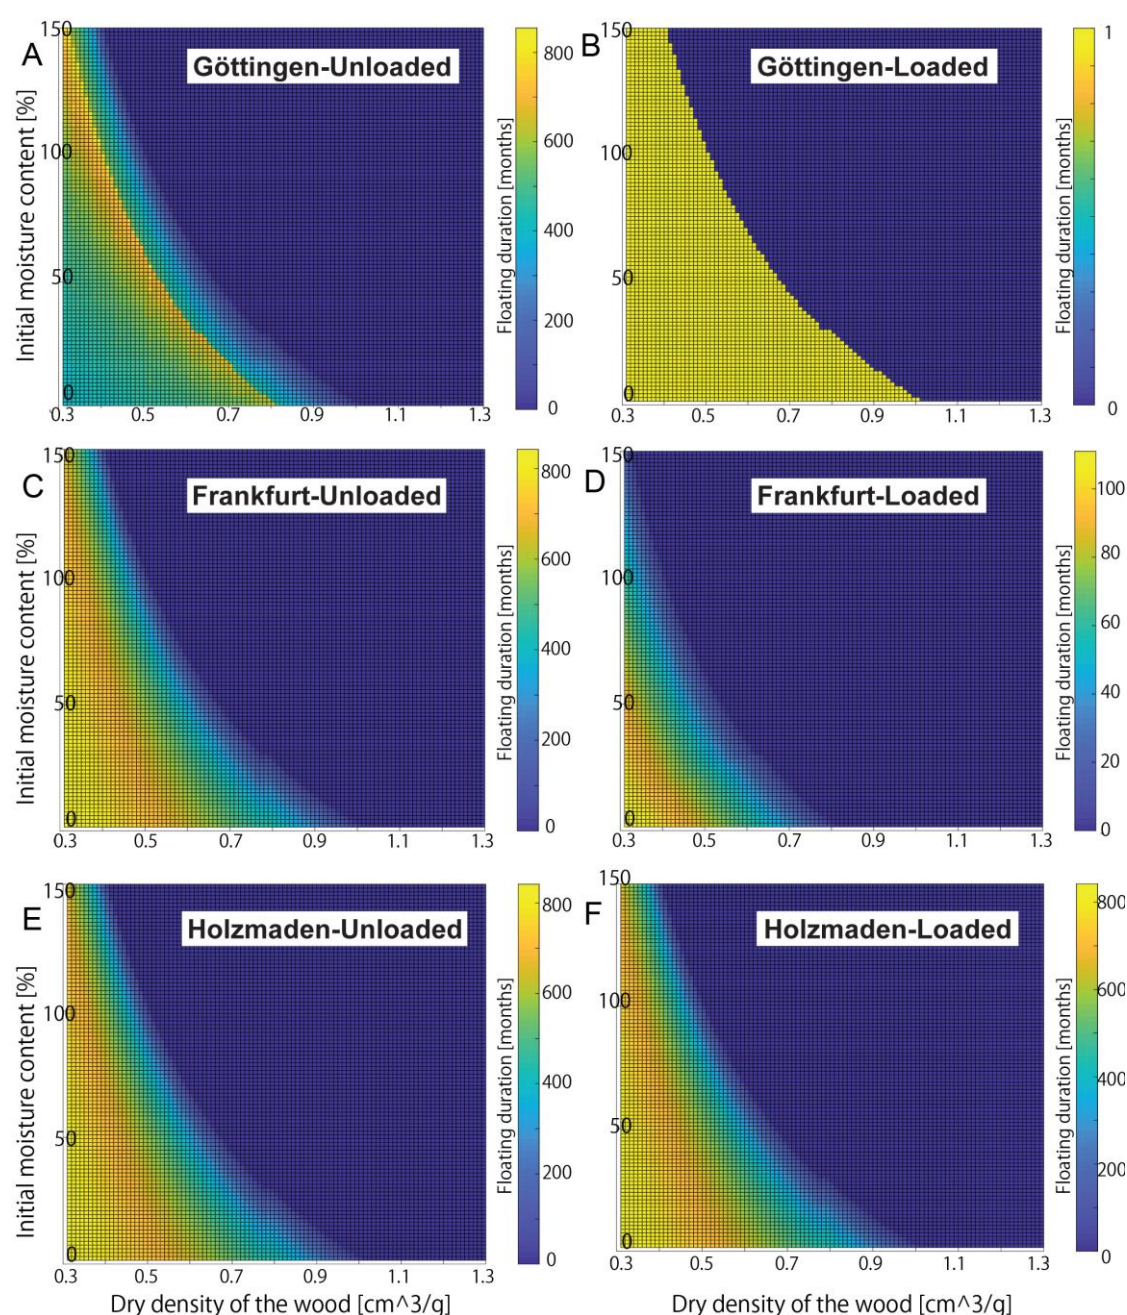 A
Göttingen-Unloaded
150
100
50
0
Initial moisture content [%]
0.3 0.5 0.7 0.9 1.1 1.3
800
600
400
200
0
Floating duration [months]
B
Göttingen-Loaded
150
100
50
0
0.3 0.5 0.7 0.9 1.1 1.3
1
0
Floating duration [months]
C
Frankfurt-Unloaded
150
100
50
0
Initial moisture content [%]
0.3 0.5 0.7 0.9 1.1 1.3
800
600
400
200
0
Floating duration [months]
D
Frankfurt-Loaded
150
100
50
0
0.3 0.5 0.7 0.9 1.1 1.3
100
80
60
40
20
0
Floating duration [months]
E
Holzmaden-Unloaded
150
100
50
0
Initial moisture content [%]
0.3 0.5 0.7 0.9 1.1 1.3
Dry density of the wood [cm^3/g]
800
600
400
200
0
Floating duration [months]
F
Holzmaden-Loaded
150
100
50
0
0.3 0.5 0.7 0.9 1.1 1.3
Dry density of the wood [cm^3/g]
800
600
400
200
0
Floating duration [months]